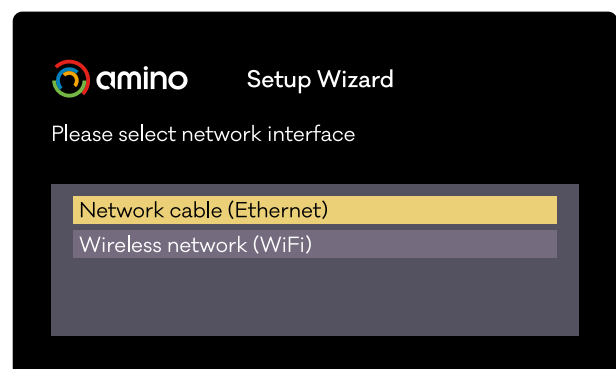 amino Setup Wizard
Please select network interface
Network cable (Ethernet)
Wireless network (WiFi)